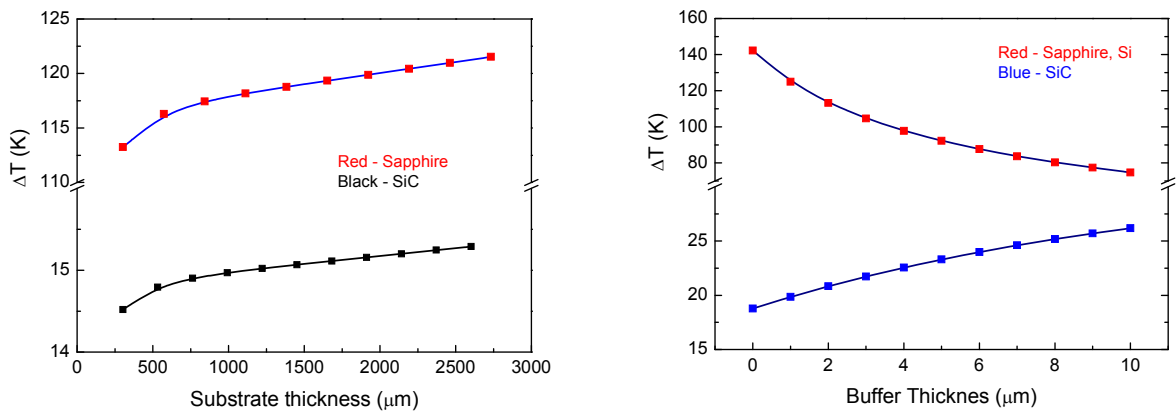 125
120
115
110
15
14
ΔT (K)
Red - Sapphire
Black - SiC
0 500 1000 1500 2000 2500 3000
Substrate thickness (μm)
160
140
120
100
80
25
20
15
ΔT (K)
Red - Sapphire, Si
Blue - SiC
0 2 4 6 8 10
Buffer Thicknes (μm)